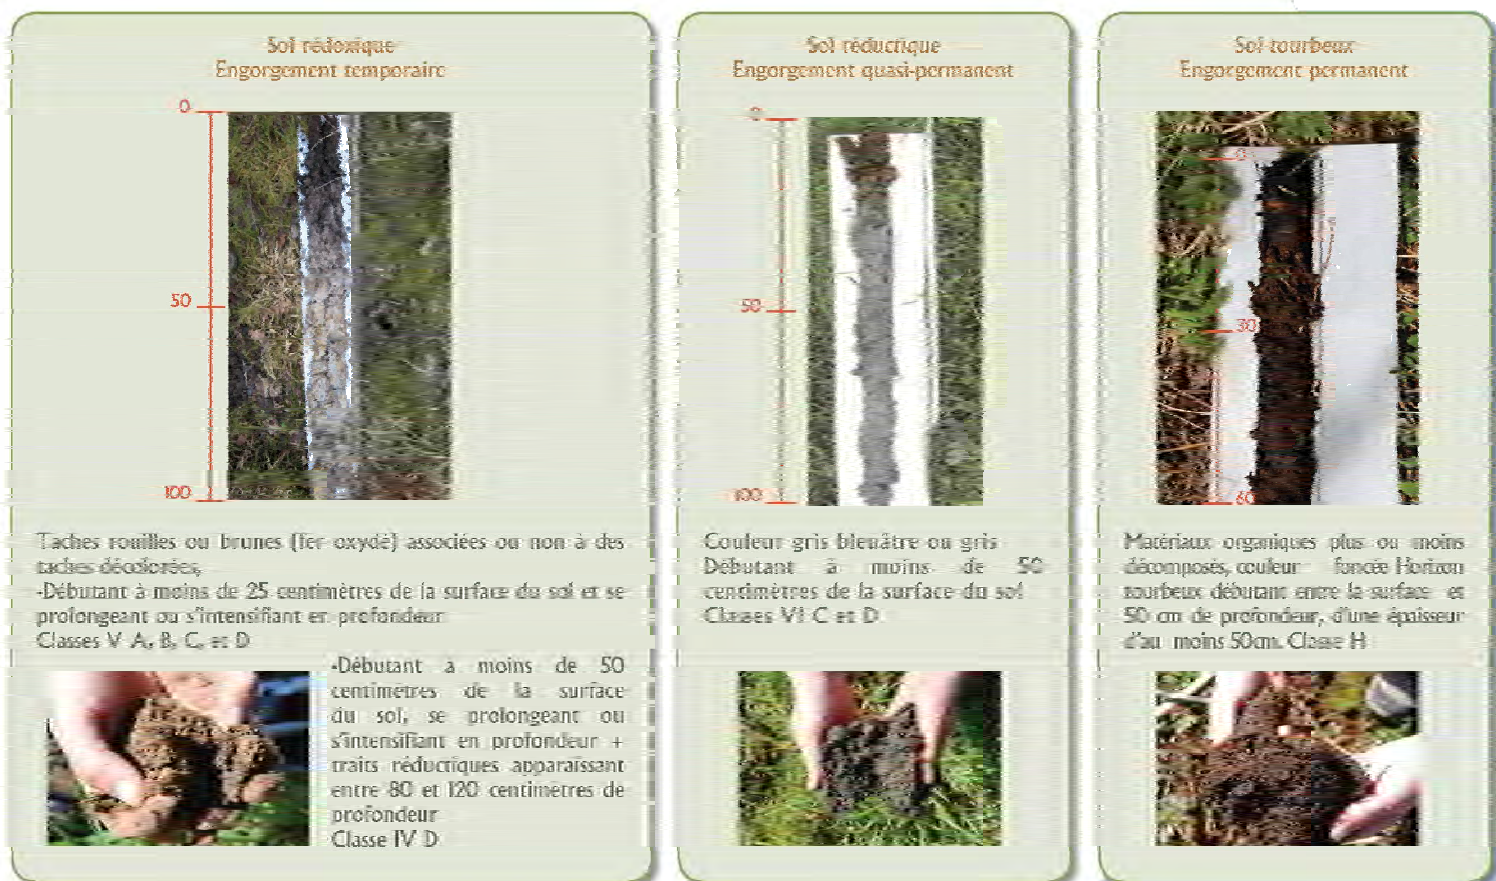 Sol rédoxique
Engorgement temporaire
0
50
100
Taches rouilles ou brunes (fer oxydé) associées ou non à des
taches décolorées,
-Débutant à moins de 25 centimètres de la surface du sol et se
prolongeant ou s'intensifiant en profondeur
Classes V A, B, C, et D
-Débutant à moins de 50
centimètres de la surface
du sol, se prolongeant ou
s'intensifiant en profondeur +
traits réductiques apparaissant
entre 80 et 120 centimètres de
profondeur
Classe IV D
Sol réductique
Engorgement quasi-permanent
0
50
100
Couleur gris bleuâtre ou gris
Débutant à moins de 50
centimètres de la surface du sol
Classes VI C et D
Sol tourbeux
Engorgement permanent
0
30
60
Matériaux organiques plus ou moins
décomposés, couleur foncée Horizon
tourbeux débutant entre la surface et
50 cm de profondeur, d'une épaisseur
d'au moins 50cm. Classe H